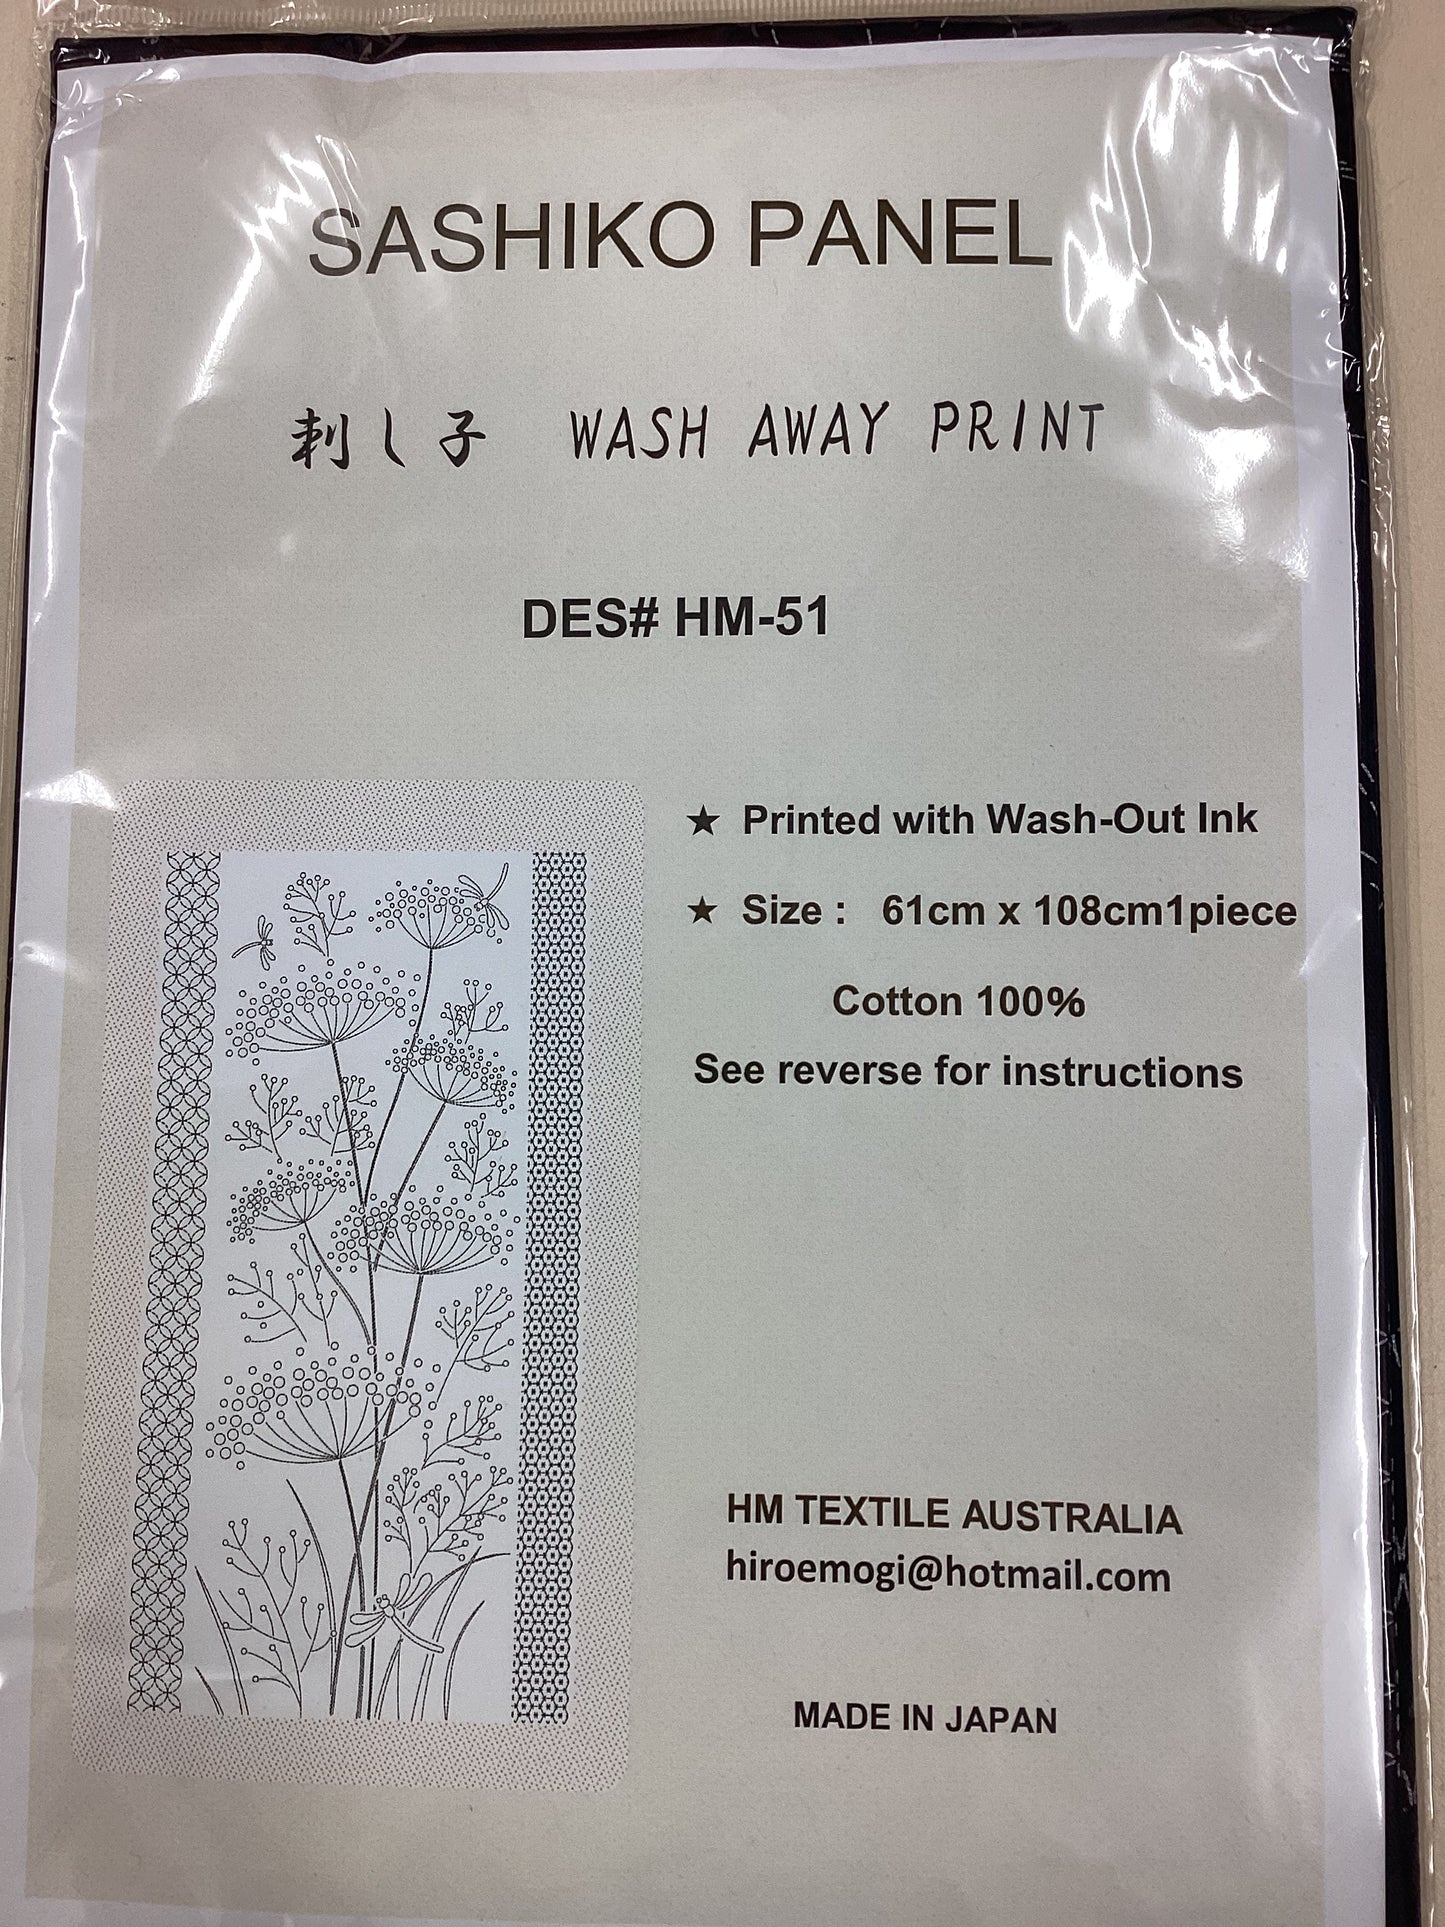 SASHIKO PANEL
刺し子 WASH AWAY PRINT
DES# HM-51
★ Printed with Wash-Out Ink
★ Size : 61cm x 108cm1piece
Cotton 100%
See reverse for instructions
HM TEXTILE AUSTRALIA
hiroemogi@hotmail.com
MADE IN JAPAN